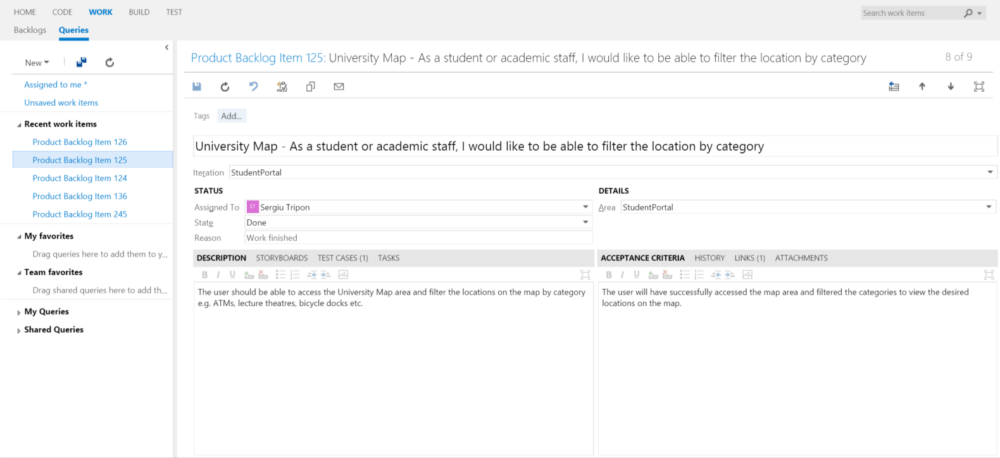 HOME CODE WORK BUILD TEST
Search work items
Backlogs Queries
New
Assigned to me *
Unsaved work items
Recent work items
Product Backlog Item 126
Product Backlog Item 125
Product Backlog Item 124
Product Backlog Item 136
Product Backlog Item 245
My favorites
Drag queries here to add them to y...
Team favorites
Drag shared queries here to add th...
My Queries
Shared Queries
Product Backlog Item 125: University Map - As a student or academic staff, I would like to be able to filter the location by category
8 of 9
Tags Add...
University Map - As a student or academic staff, I would like to be able to filter the location by category
Iteration StudentPortal
STATUS
Assigned To ST Sergiu Tripon
State Done
Reason Work finished
DETAILS
Area StudentPortal
DESCRIPTION STORYBOARDS TEST CASES (1) TASKS
B I U
The user should be able to access the University Map area and filter the locations on the map by category
e.g. ATMs, lecture theatres, bicycle docks etc.
ACCEPTANCE CRITERIA HISTORY LINKS (1) ATTACHMENTS
B I U
The user will have successfully accessed the map area and filtered the categories to view the desired
locations on the map.